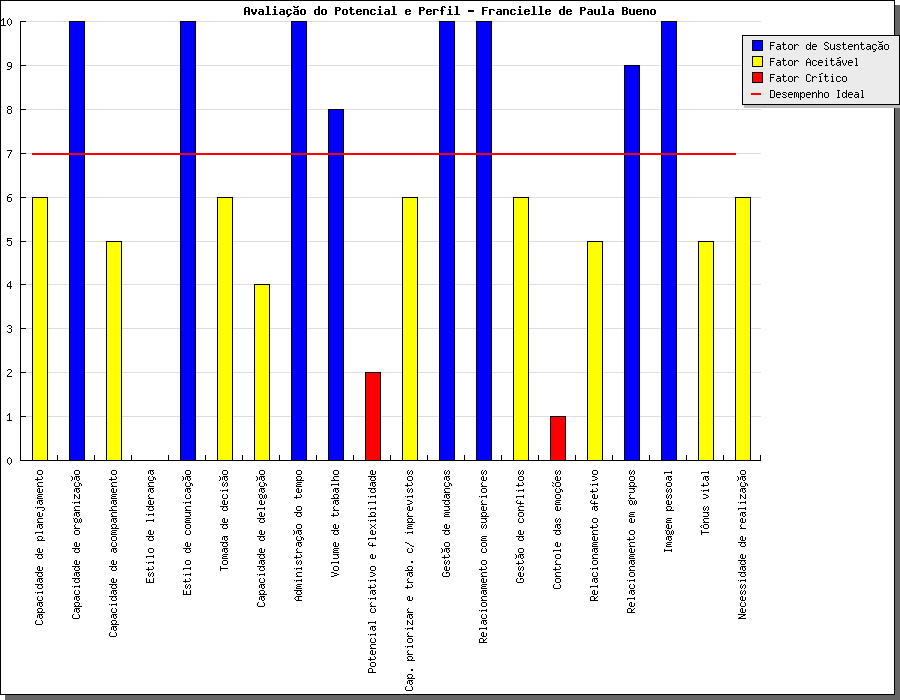 Avaliação do Potencial e Perfil - Francielle de Paula Bueno
Fator de Sustentação
Fator Aceitável
Fator Crítico
Desempenho Ideal
10
9
8
7
6
5
4
3
2
1
0
Capacidade de planejamento
Capacidade de organização
Capacidade de acompanhamento
Estilo de liderança
Estilo de comunicação
Tomada de decisão
Capacidade de delegação
Administração do tempo
Volume de trabalho
Potencial criativo e flexibilidade
Cap. priorizar e trab. c/ imprevistos
Gestão de mudanças
Relacionamento com superiores
Gestão de conflitos
Controle das emoções
Relacionamento afetivo
Relacionamento em grupos
Imagem pessoal
Tônus vital
Necessidade de realização